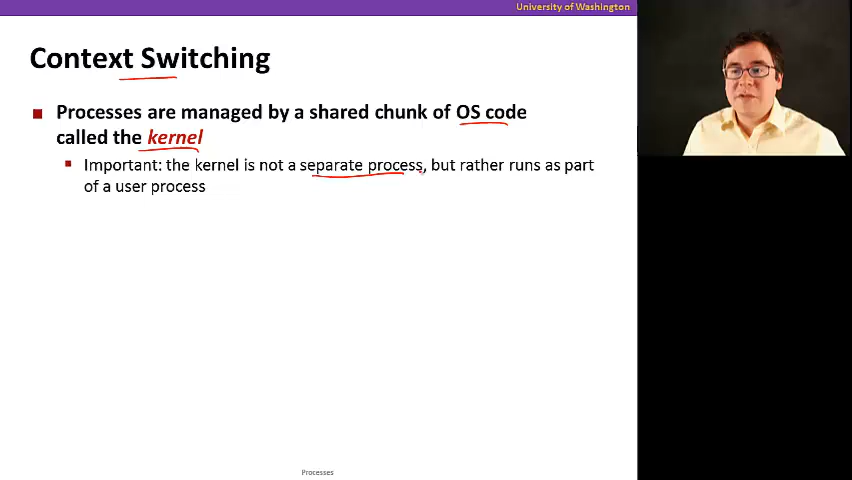 University of Washington
Context Switching
Processes are managed by a shared chunk of OS code
called the kernel
Important: the kernel is not a separate process, but rather runs as part
of a user process
Processes